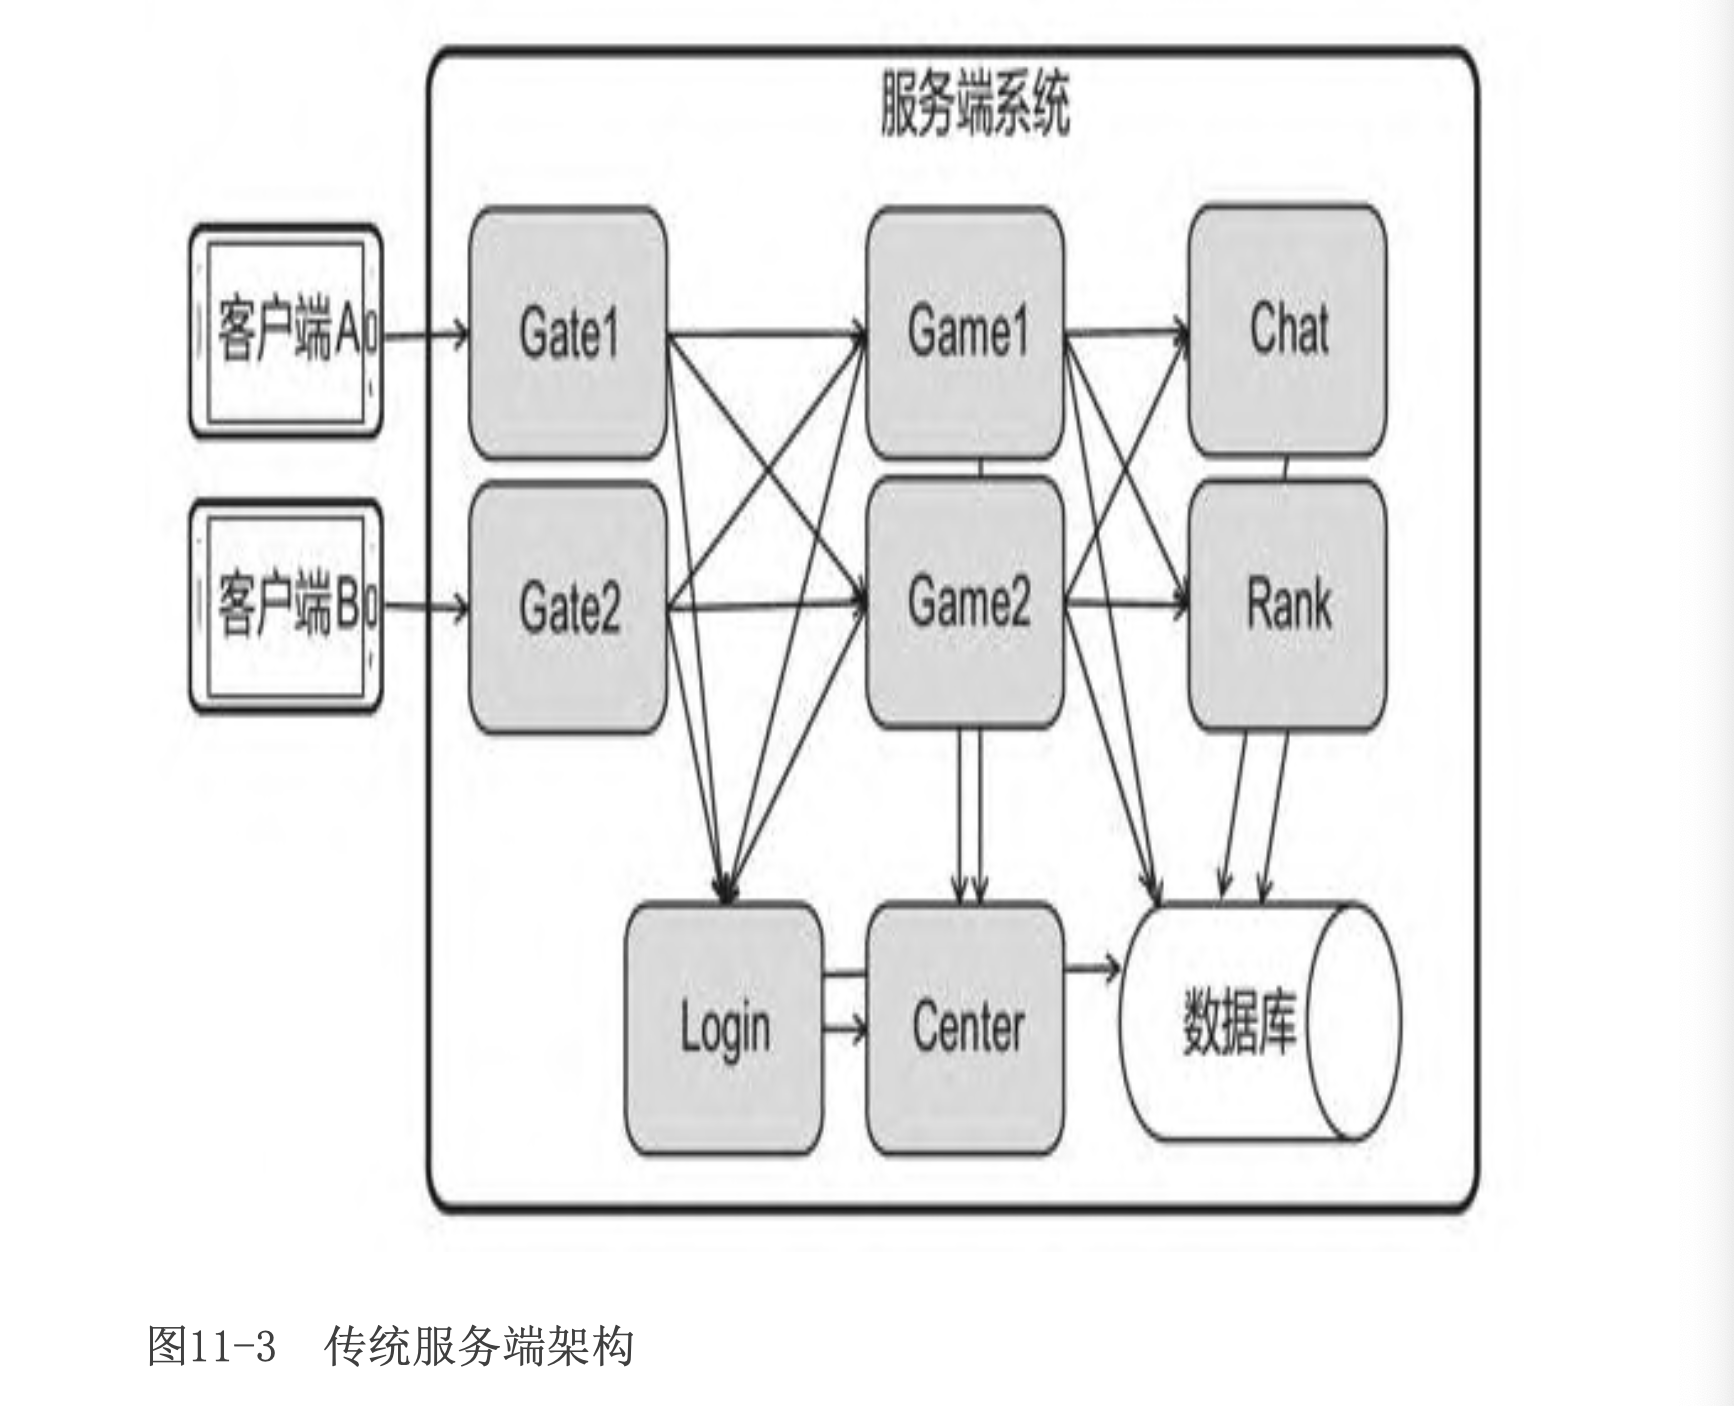 服务端系统
客户端A
Gate1
Game1
Chat
客户端B
Gate2
Game2
Rank
Login
Center
数据库
图11-3 传统服务端架构